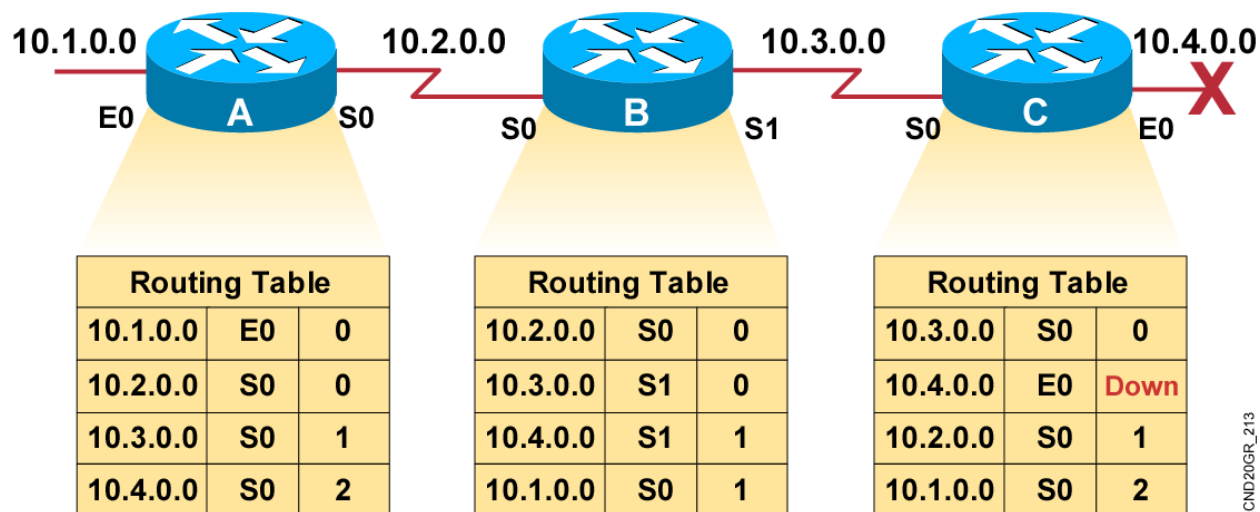 10.1.0.0 10.2.0.0 10.3.0.0 10.4.0.0
X
E0 A S0 S0 B S1 S0 C E0
Routing Table Routing Table Routing Table
10.1.0.0 E0 0 10.2.0.0 S0 0 10.3.0.0 S0 0
10.2.0.0 S0 0 10.3.0.0 S1 0 10.4.0.0 E0 Down
10.3.0.0 S0 1 10.4.0.0 S1 1 10.2.0.0 S0 1
10.4.0.0 S0 2 10.1.0.0 S0 1 10.1.0.0 S0 2
CND20GR_213